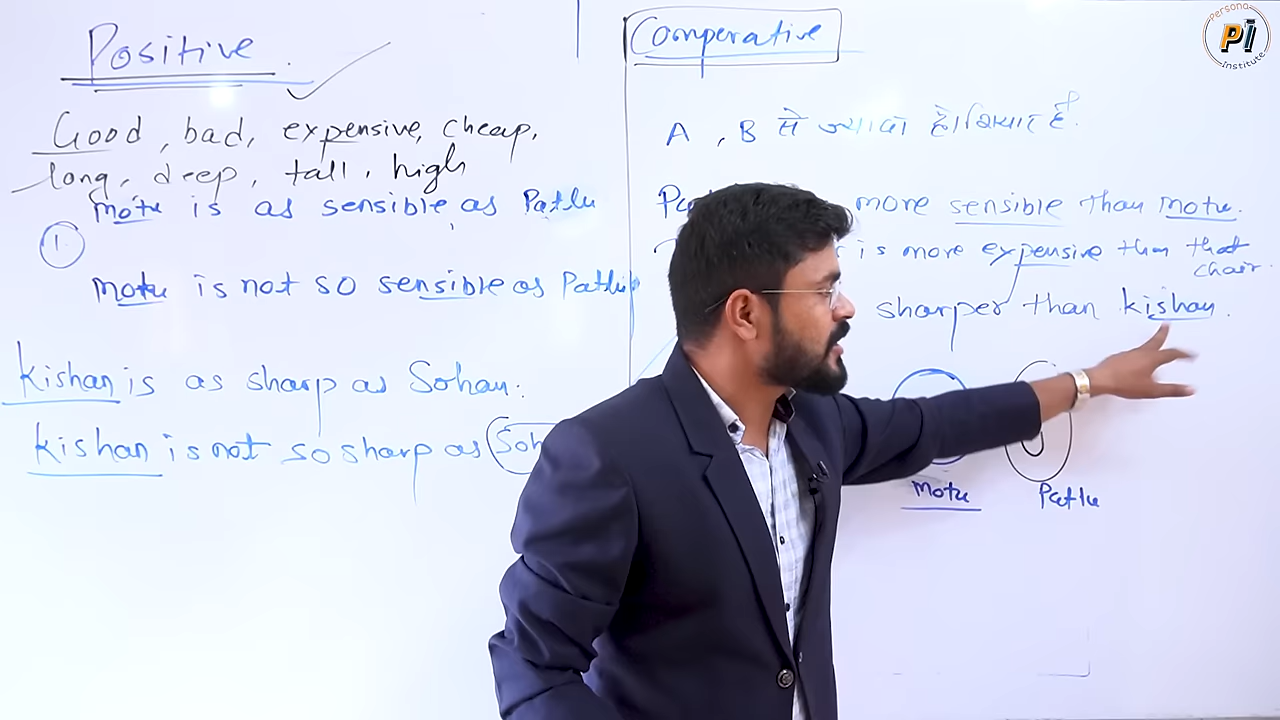 Positive.
Good, bad, expensive, cheap,
long, deep, tall, high
motu is as sensible as Patlu
1.
motu is not so sensible as Patlu
Kishan is as sharp as Sohan.
Kishan is not so sharp as Soh
Comperative
A, B से ज्यादा होशियार है.
more sensible than motu.
is more expensive than that
chair.
sharper than kishan.
motu
Patlu
Persona
PI
Institute